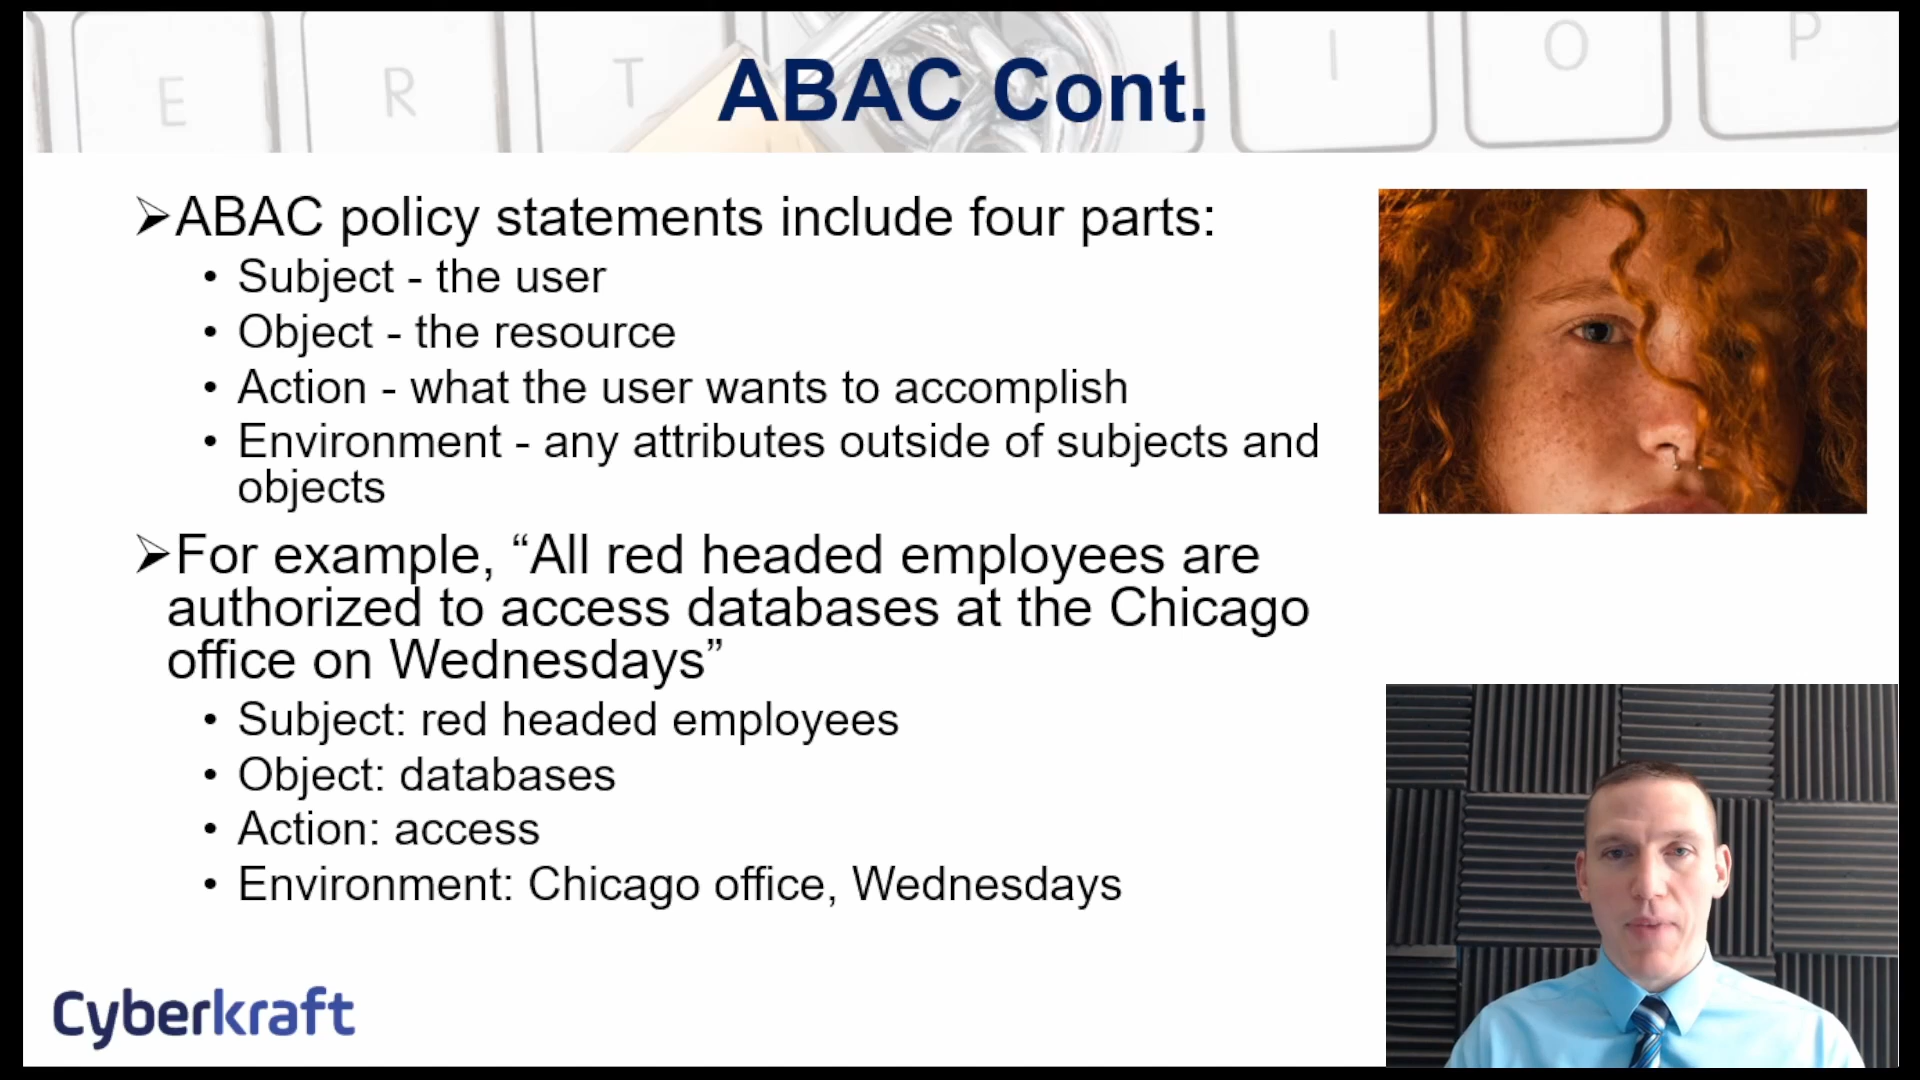 E R T I O P
ABAC Cont.
➢ABAC policy statements include four parts:
• Subject - the user
• Object - the resource
• Action - what the user wants to accomplish
• Environment - any attributes outside of subjects and
objects
➢For example, “All red headed employees are
authorized to access databases at the Chicago
office on Wednesdays”
• Subject: red headed employees
• Object: databases
• Action: access
• Environment: Chicago office, Wednesdays
Cyberkraft